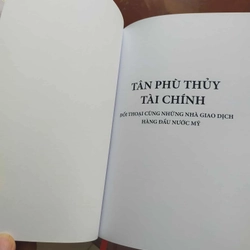 TÂN PHÙ THỦY
TÀI CHÍNH
ĐỐI THOẠI CÙNG NHỮNG NHÀ GIAO DỊCH
HÀNG ĐẦU NƯỚC MỸ